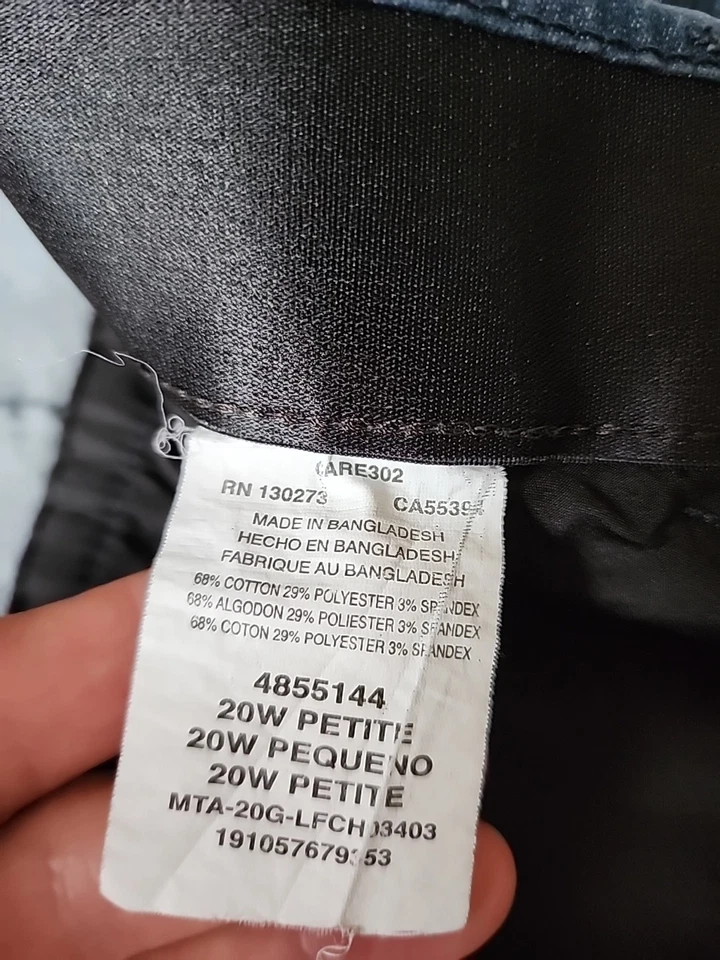 RN 130273
MADE IN BANGLADESH
HECHO EN BANGLADESH
FABRIQUE AU BANGLADESH
68% COTTON 29% POLYESTER 3% SPANDEX
68% ALGODON 29% POLIESTER 3% SPANDEX
68% COTON 29% POLYESTER 3% SPANDEX
4855144
20W PETITE
20W PEQUENO
20W PETITE